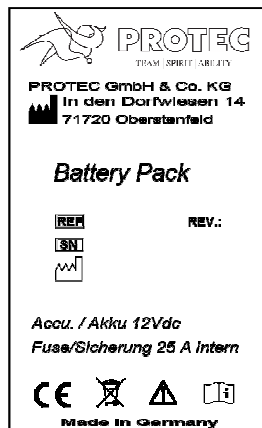 PROTEC
TEAM | SPIRIT | ABILITY
PROTEC GmbH & Co. KG
In den Dorfwiesen 14
71720 Oberstenfeld
Battery Pack
REF REV.:
SN
Accu. / Akku 12Vdc
Fuse/Sicherung 25 A intern
CE
Made in Germany